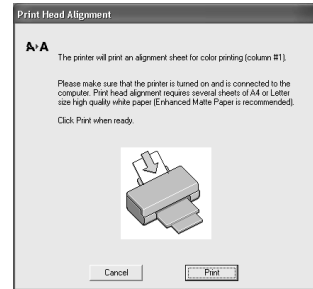 Print Head Alignment
A▸A
The printer will print an alignment sheet for color printing (column #1).
Please make sure that the printer is turned on and is connected to the
computer. Print head alignment requires several sheets of A4 or Letter
size high quality white paper (Enhanced Matte Paper is recommended).
Click Print when ready.
Cancel
Print